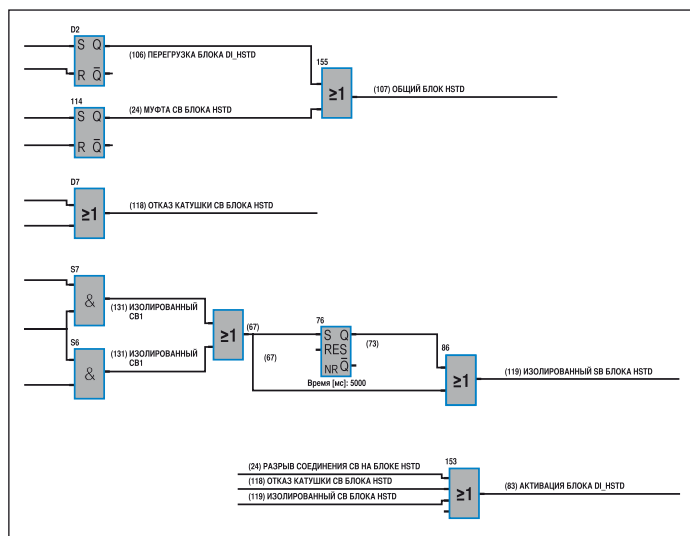 D2
S Q
(106) ПЕРЕГРУЗКА БЛОКА DI_HSTD
R Q̅
155
≥1
(107) ОБЩИЙ БЛОК HSTD
114
S Q
(24) МУФТА СВ БЛОКА HSTD
R Q̅
D7
≥1
(118) ОТКАЗ КАТУШКИ СВ БЛОКА HSTD
S7
&
(131) ИЗОЛИРОВАННЫЙ
СВ1
≥1
(67)
76
S Q
RES
NR Q̅
(67)
(73)
Время [мс]: 5000
86
≥1
(119) ИЗОЛИРОВАННЫЙ SB БЛОКА HSTD
S6
&
(131) ИЗОЛИРОВАННЫЙ
СВ1
(24) РАЗРЫВ СОЕДИНЕНИЯ СВ НА БЛОКЕ HSTD
(118) ОТКАЗ КАТУШКИ СВ БЛОКА HSTD
(119) ИЗОЛИРОВАННЫЙ СВ БЛОКА HSTD
153
≥1
(83) АКТИВАЦИЯ БЛОКА DI_HSTD